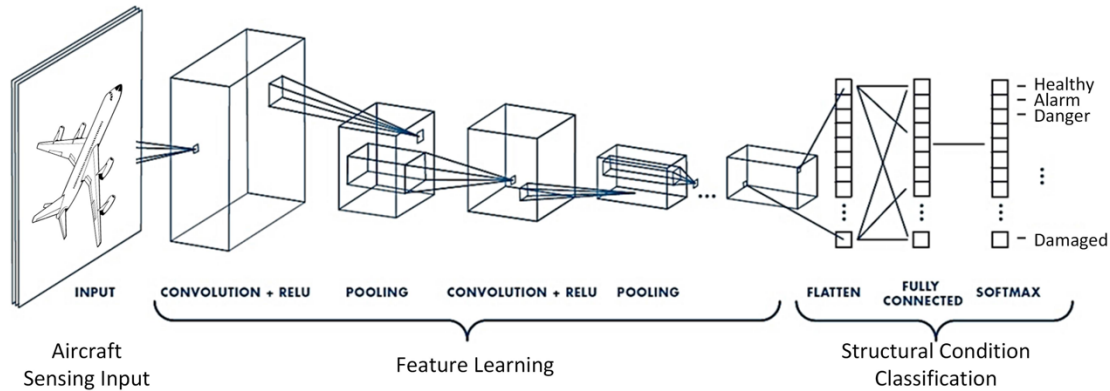 Healthy
Alarm
Danger
...
⋮
⋮
⋮
Damaged
INPUT
CONVOLUTION + RELU
POOLING
CONVOLUTION + RELU
POOLING
FLATTEN
FULLY
CONNECTED
SOFTMAX
Aircraft
Sensing Input
Feature Learning
Structural Condition
Classification